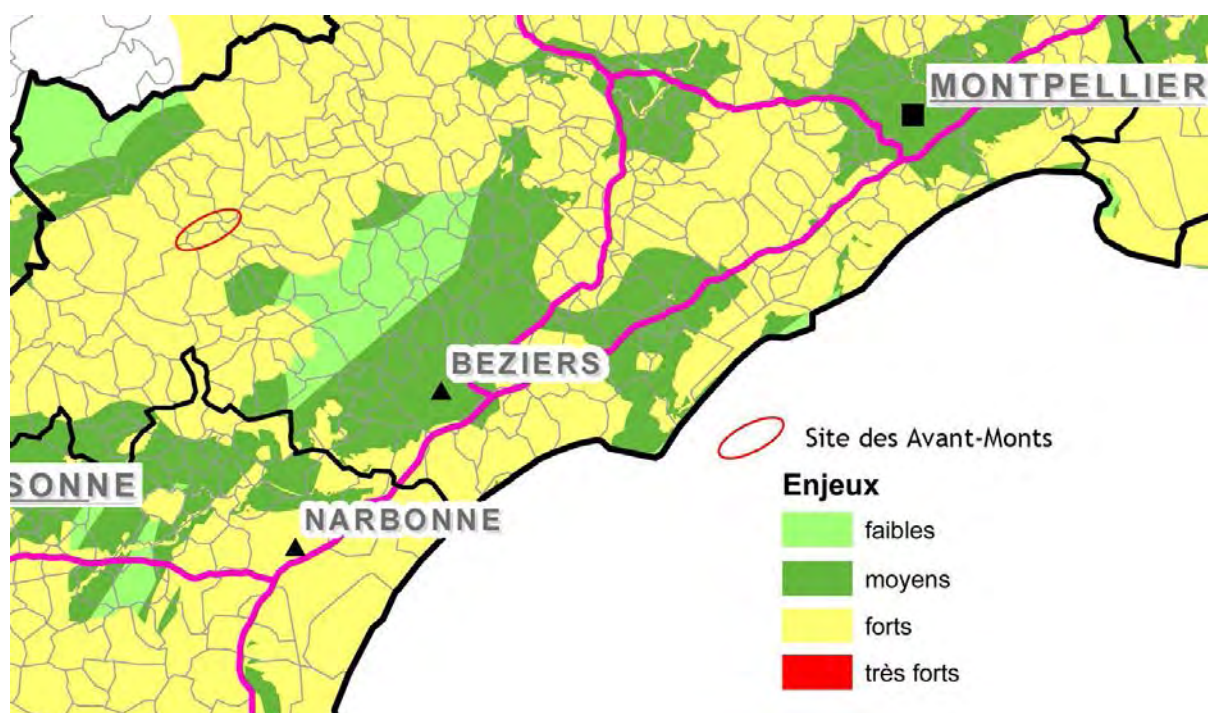 MONTPELLIER
BEZIERS
SONNE
NARBONNE
Site des Avant-Monts
Enjeux
faibles
moyens
forts
très forts